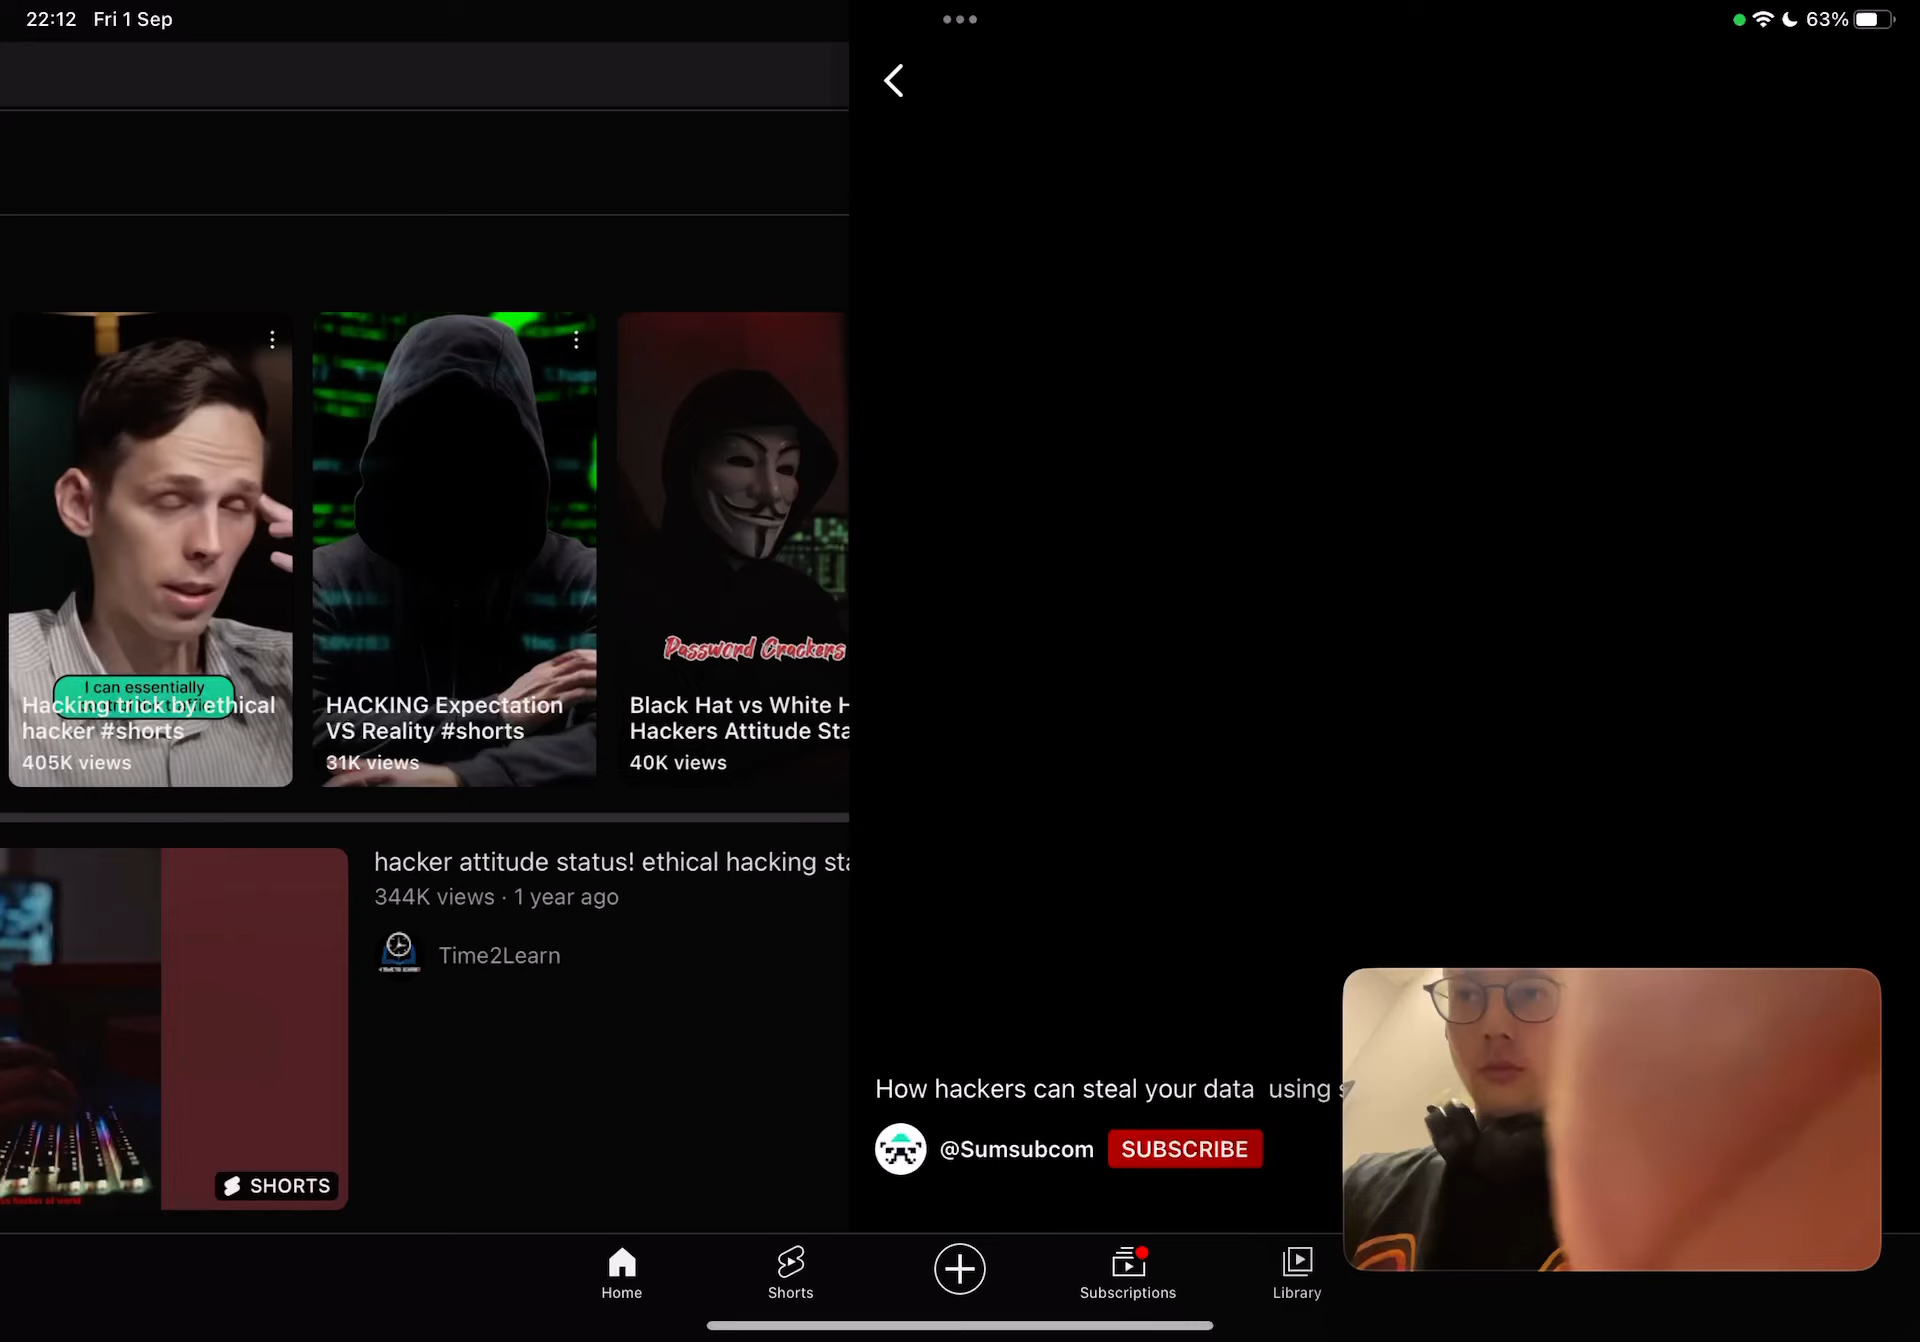 22:12 Fri 1 Sep
63%
I can essentially
Hacking trick by ethical
hacker #shorts
405K views
HACKING Expectation
VS Reality #shorts
31K views
Password Crackers
Black Hat vs White H
Hackers Attitude Sta
40K views
hacker attitude status! ethical hacking sta
344K views · 1 year ago
Time2Learn
SHORTS
How hackers can steal your data using s
@Sumsubcom SUBSCRIBE
Home
Shorts
Subscriptions
Library